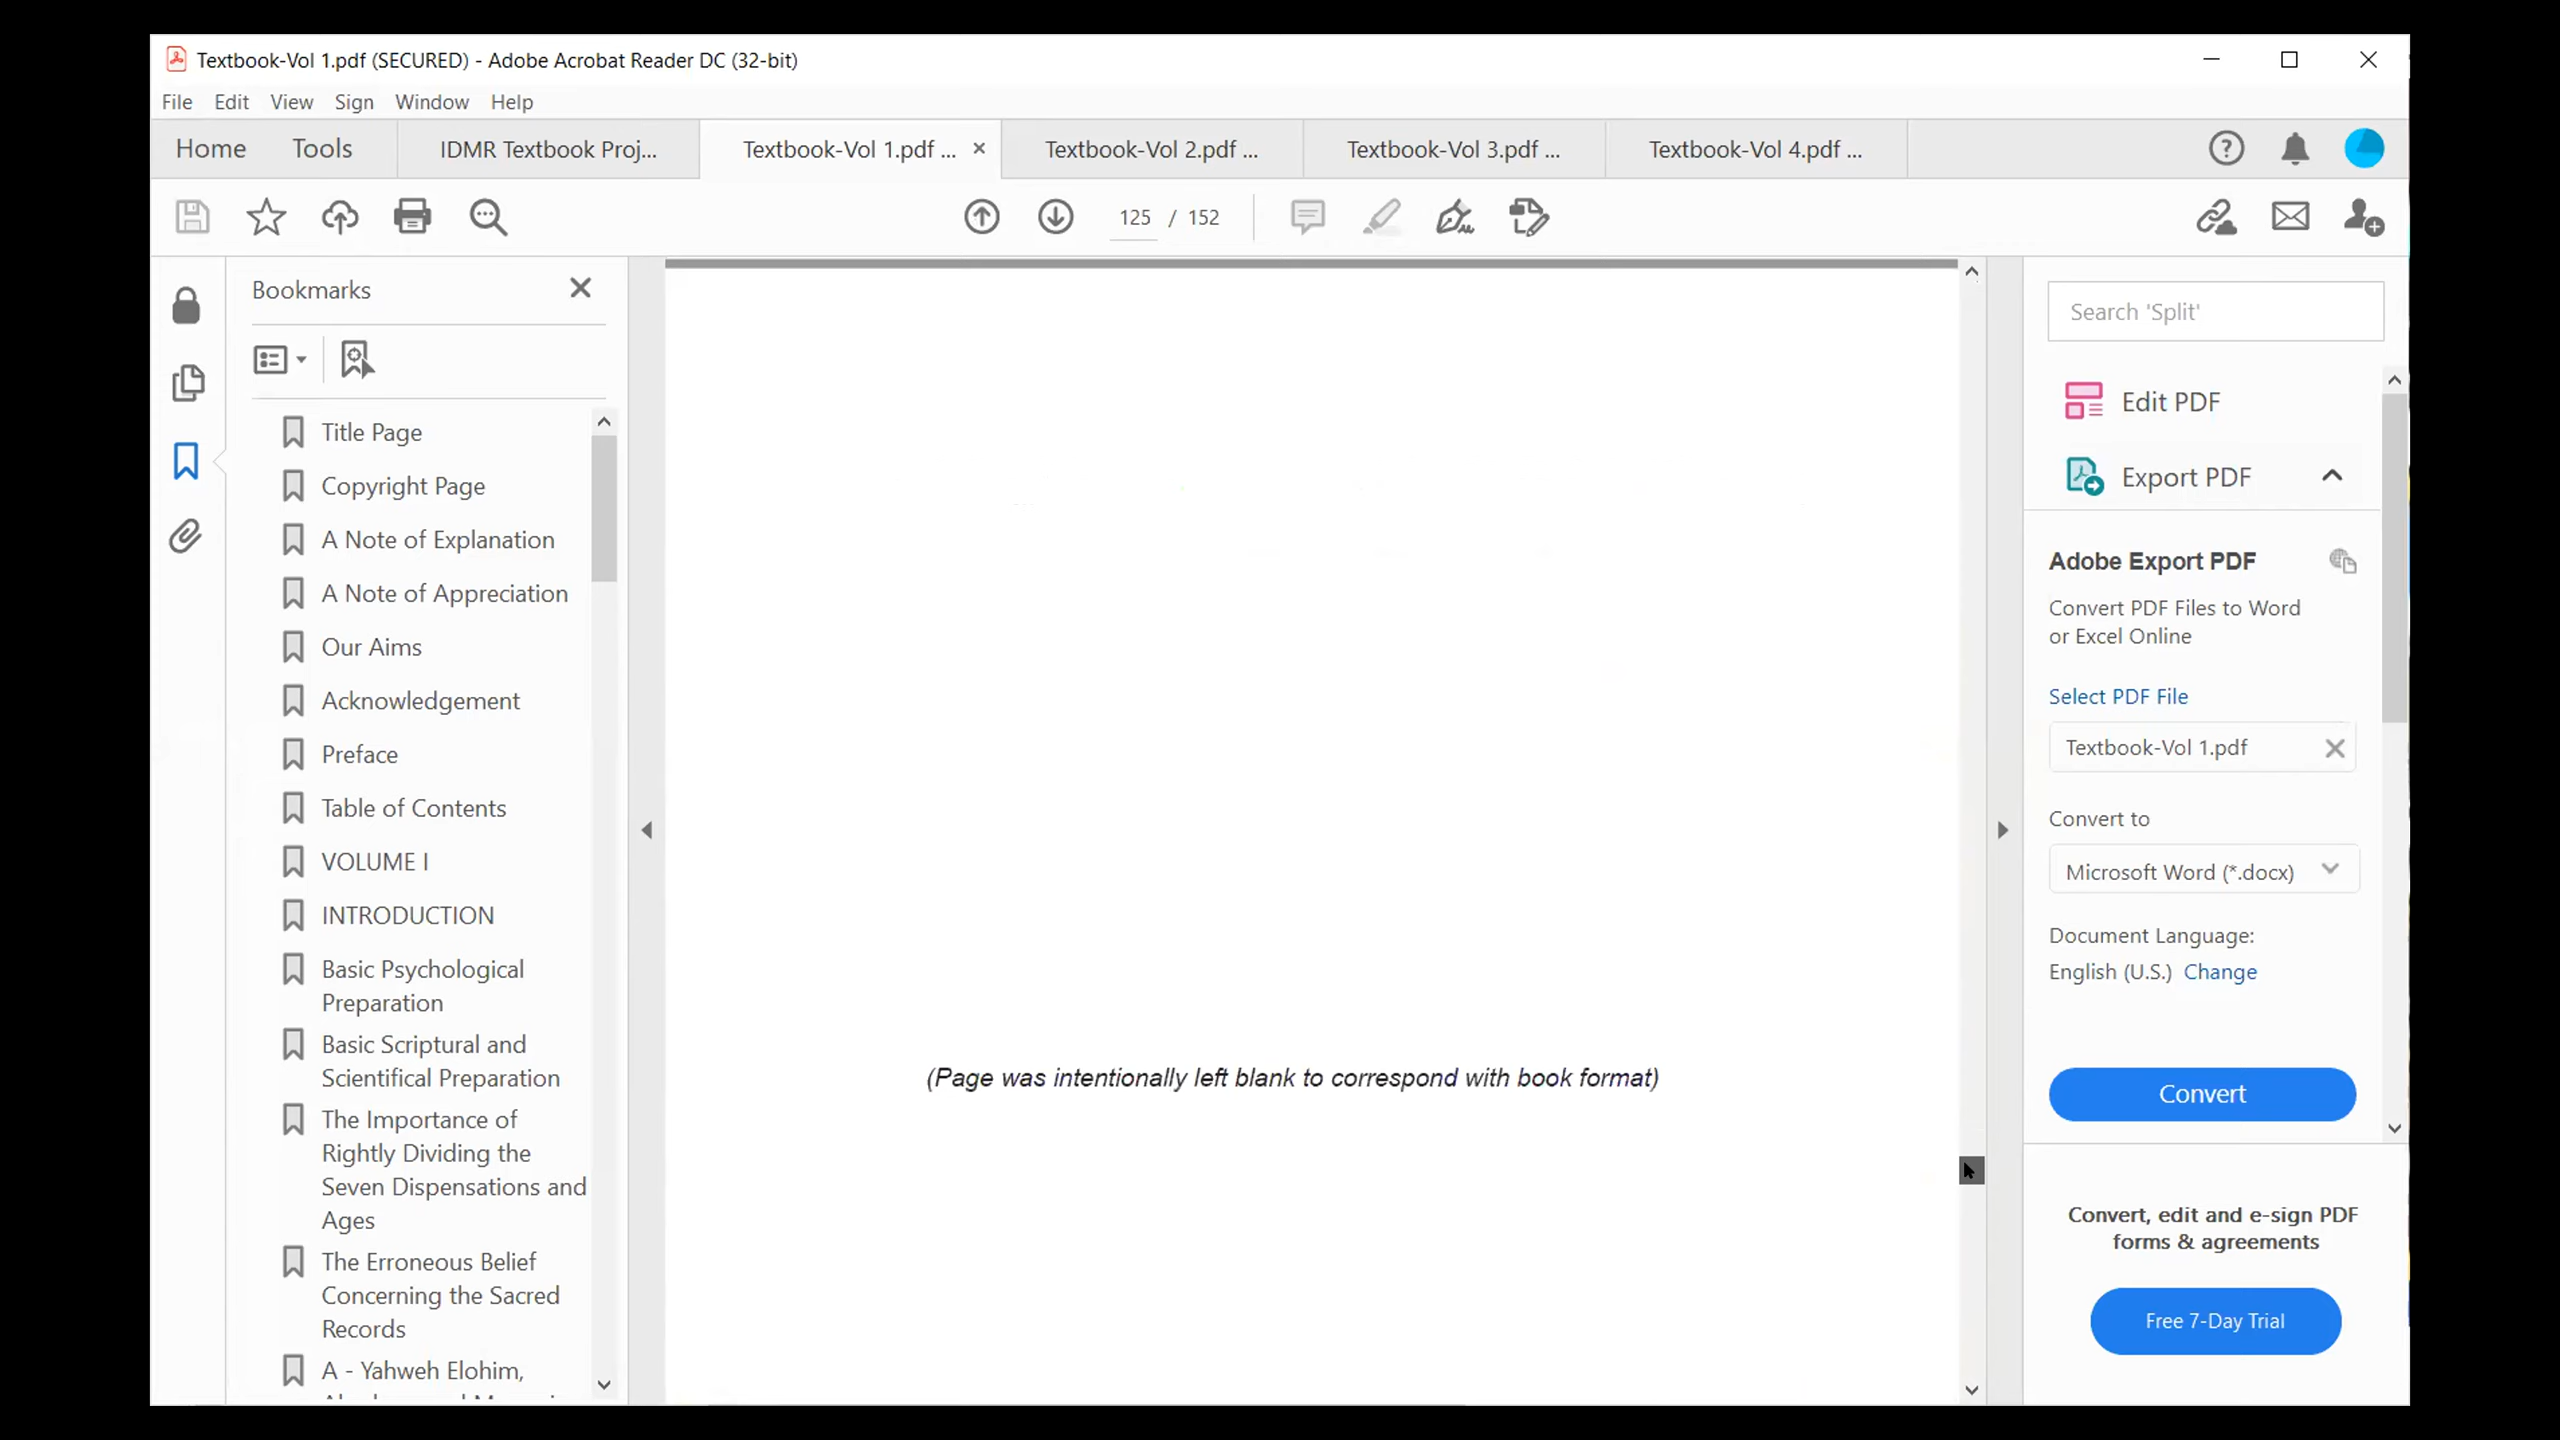 Textbook-Vol 1.pdf (SECURED) - Adobe Acrobat Reader DC (32-bit)
File Edit View Sign Window Help
Home Tools IDMR Textbook Proj... Textbook-Vol 1.pdf ... Textbook-Vol 2.pdf ... Textbook-Vol 3.pdf ... Textbook-Vol 4.pdf ...
125 / 152
Bookmarks
Title Page
Copyright Page
A Note of Explanation
A Note of Appreciation
Our Aims
Acknowledgement
Preface
Table of Contents
VOLUME I
INTRODUCTION
Basic Psychological
Preparation
Basic Scriptural and
Scientifical Preparation
The Importance of
Rightly Dividing the
Seven Dispensations and
Ages
The Erroneous Belief
Concerning the Sacred
Records
A - Yahweh Elohim,
(Page was intentionally left blank to correspond with book format)
Search 'Split'
Edit PDF
Export PDF
Adobe Export PDF
Convert PDF Files to Word
or Excel Online
Select PDF File
Textbook-Vol 1.pdf
Convert to
Microsoft Word (*.docx)
Document Language:
English (U.S.) Change
Convert
Convert, edit and e-sign PDF
forms & agreements
Free 7-Day Trial